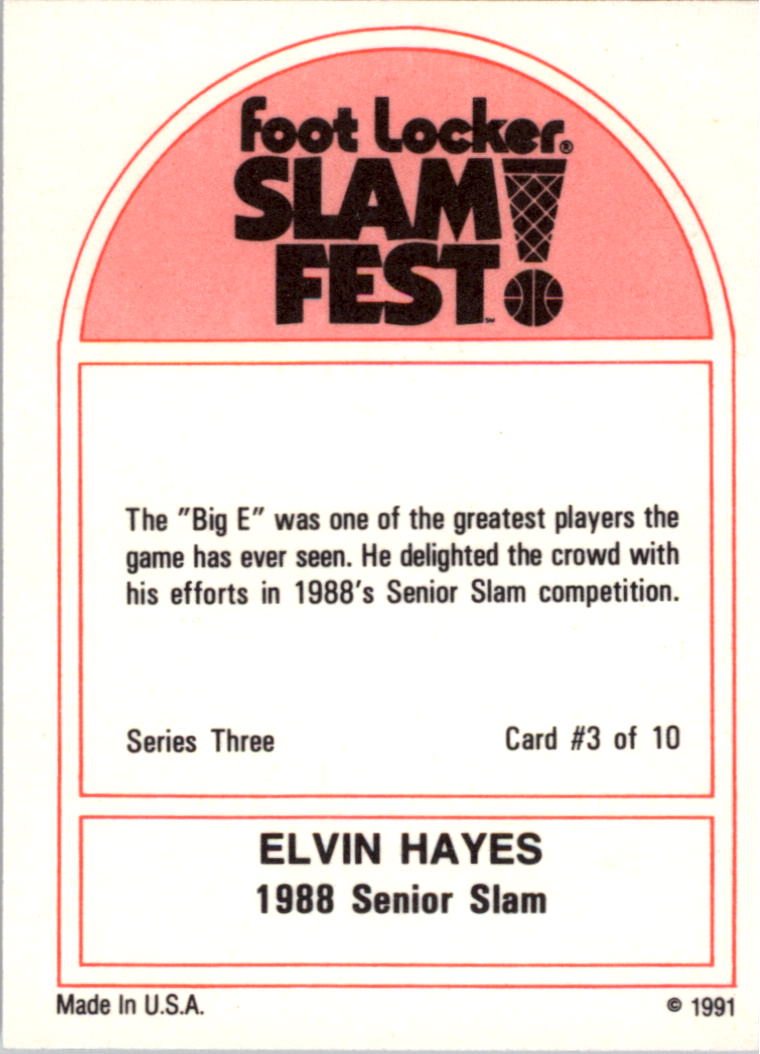 foot Locker®
SLAM
FEST℠
The "Big E" was one of the greatest players the
game has ever seen. He delighted the crowd with
his efforts in 1988's Senior Slam competition.
Series Three Card #3 of 10
ELVIN HAYES
1988 Senior Slam
Made In U.S.A. © 1991